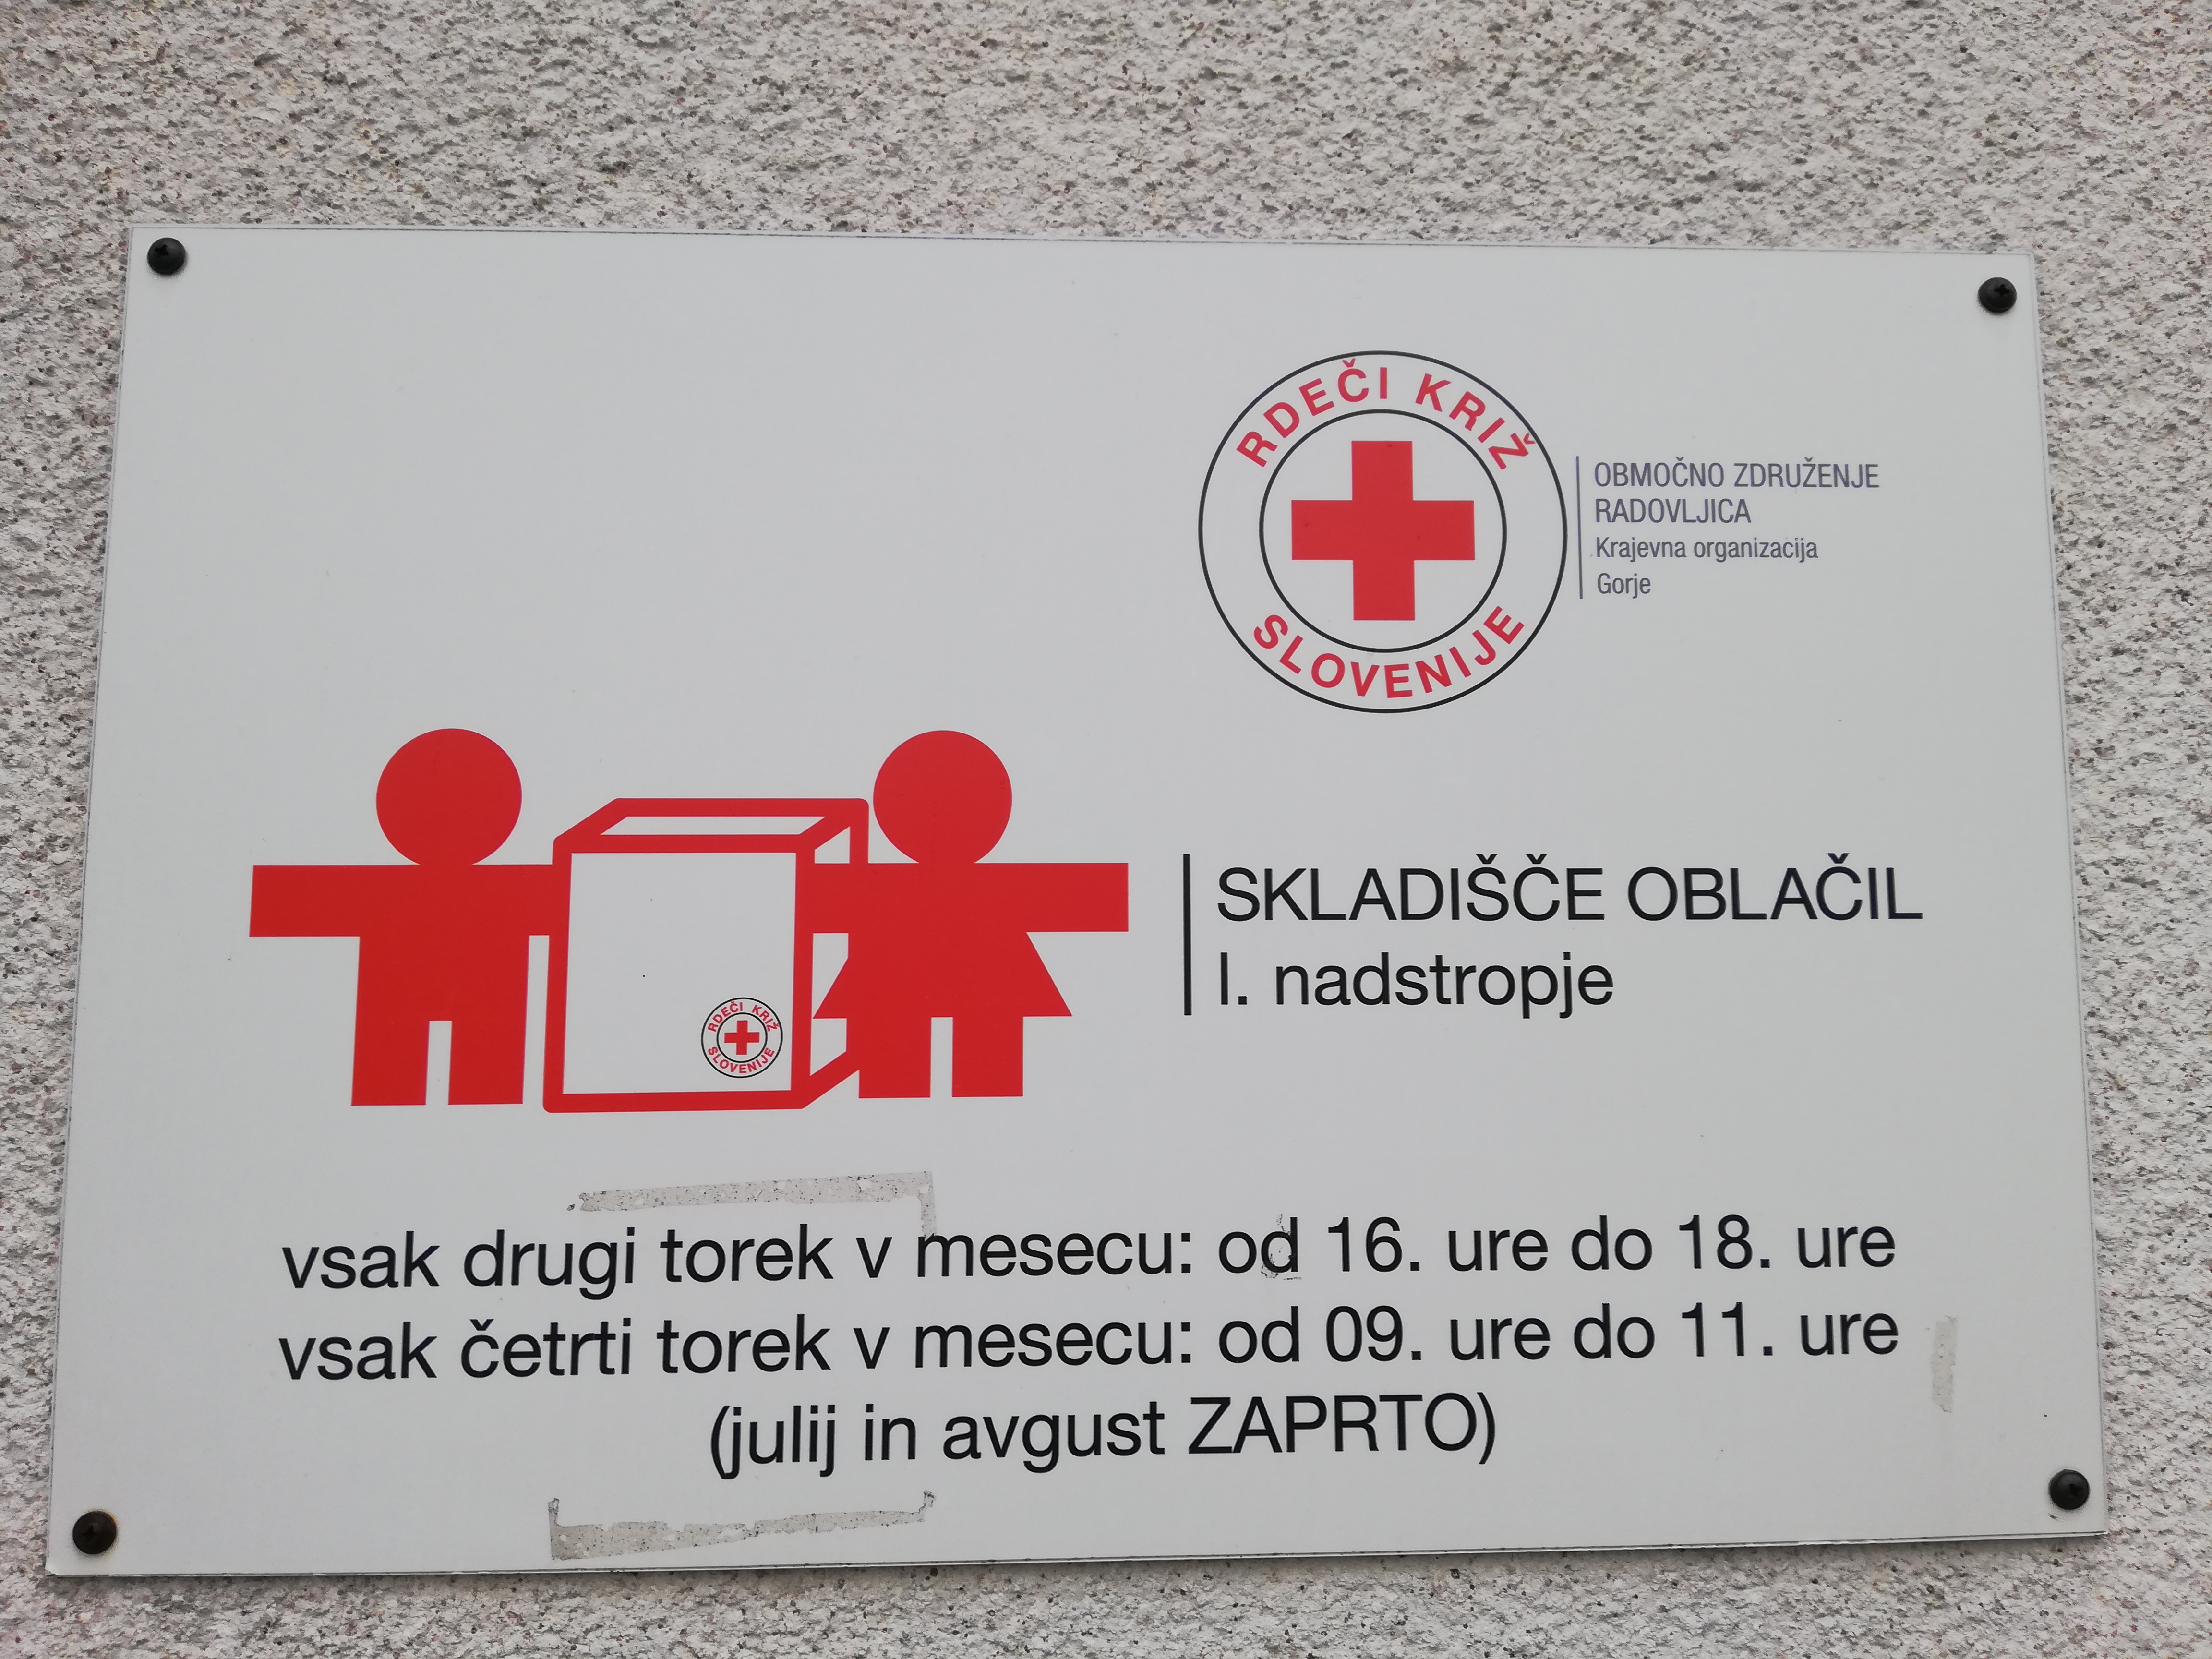 RDEČI KRIŽ
SLOVENIJE
OBMOČNO ZDRUŽENJE
RADOVLJICA
Krajevna organizacija
Gorje
RDEČI KRIŽ
SLOVENIJE
SKLADIŠČE OBLAČIL
I. nadstropje
vsak drugi torek v mesecu: od 16. ure do 18. ure
vsak četrti torek v mesecu: od 09. ure do 11. ure
(julij in avgust ZAPRTO)